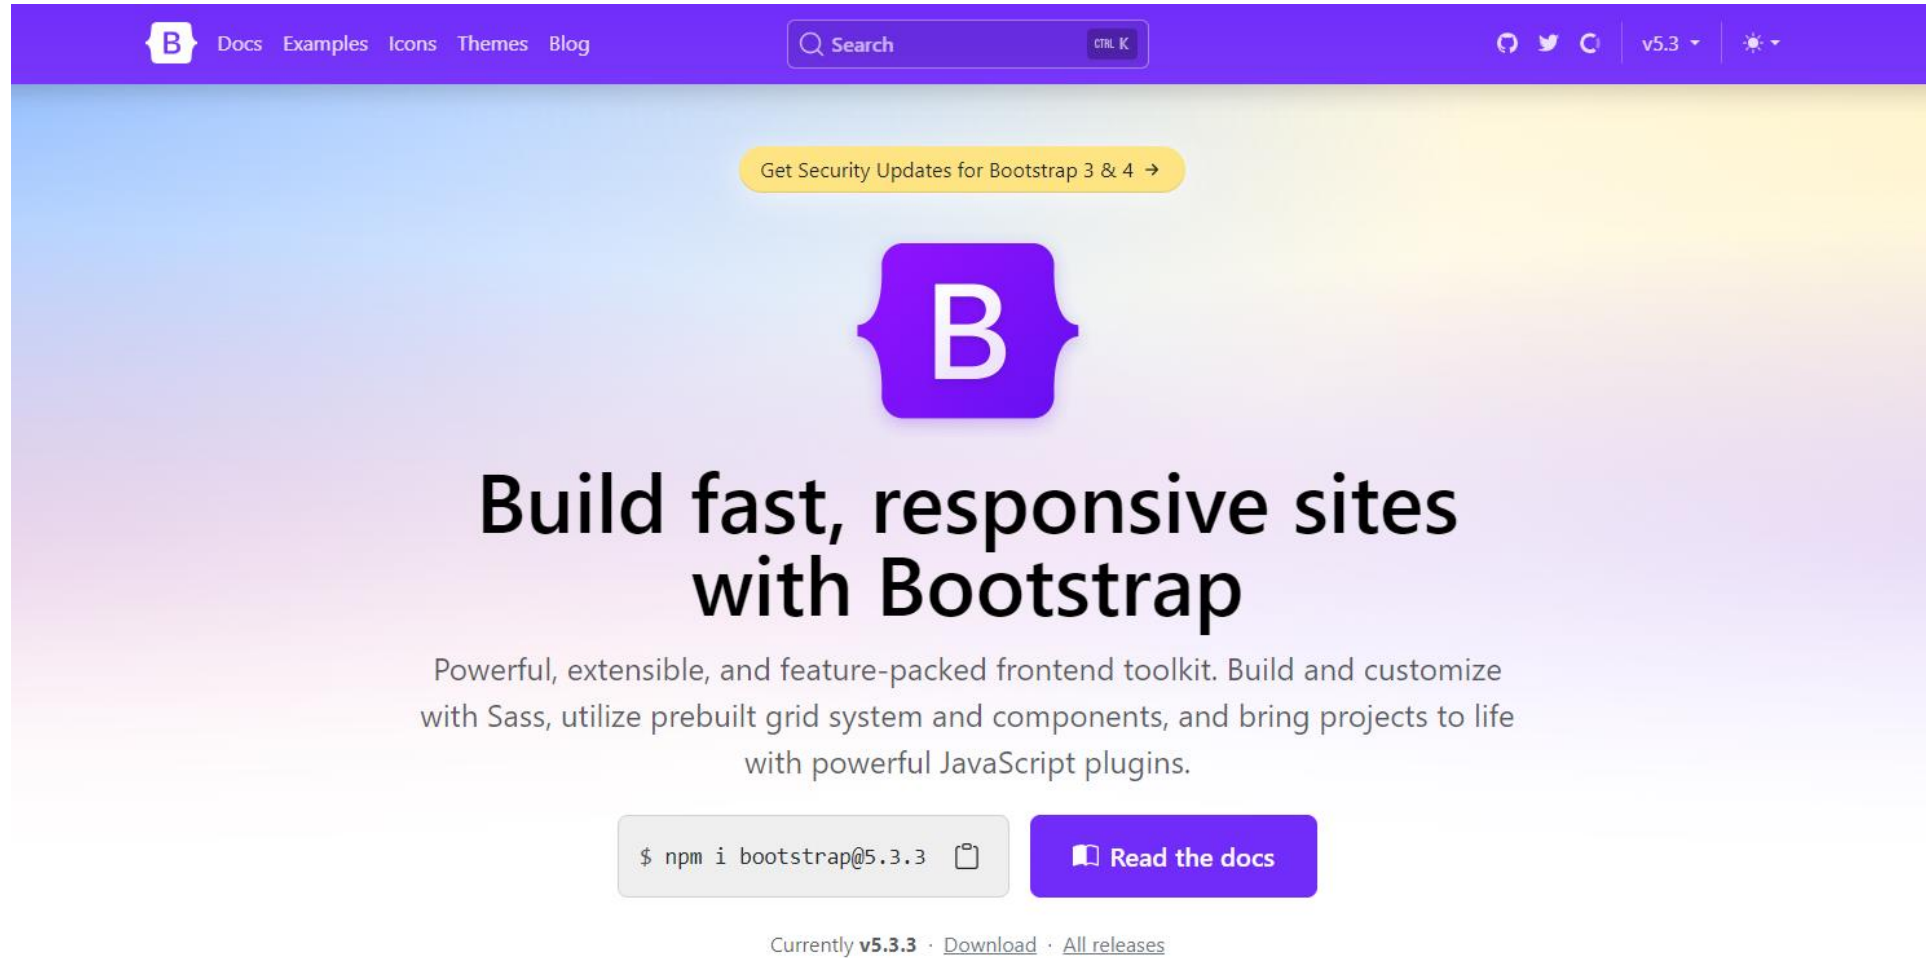 B Docs Examples Icons Themes Blog Search CTRL K v5.3
Get Security Updates for Bootstrap 3 & 4 →
B
Build fast, responsive sites
with Bootstrap
Powerful, extensible, and feature-packed frontend toolkit. Build and customize
with Sass, utilize prebuilt grid system and components, and bring projects to life
with powerful JavaScript plugins.
$ npm i bootstrap@5.3.3 Read the docs
Currently v5.3.3 · Download · All releases